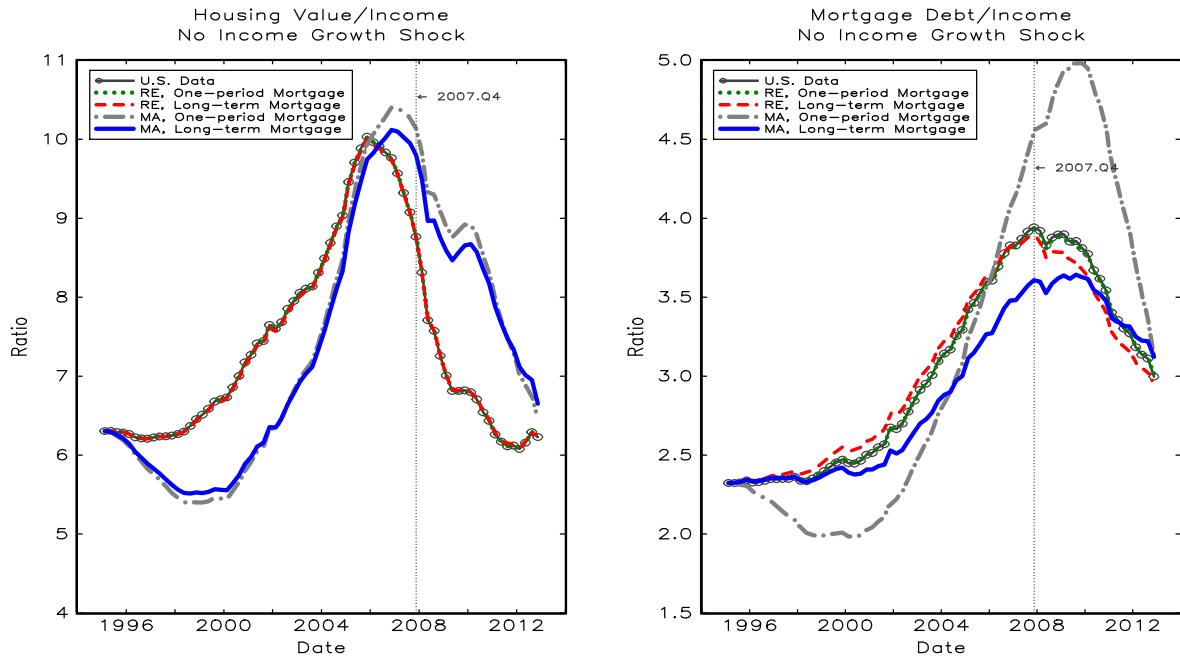 Housing Value/Income
No Income Growth Shock
11
10
9
8
7
6
5
4
Ratio
U.S. Data
RE, One-period Mortgage
RE, Long-term Mortgage
MA, One-period Mortgage
MA, Long-term Mortgage
← 2007.Q4
1996
2000
2004
2008
2012
Date
Mortgage Debt/Income
No Income Growth Shock
5.0
4.5
4.0
3.5
3.0
2.5
2.0
1.5
Ratio
U.S. Data
RE, One-period Mortgage
RE, Long-term Mortgage
MA, One-period Mortgage
MA, Long-term Mortgage
← 2007.Q4
1996
2000
2004
2008
2012
Date